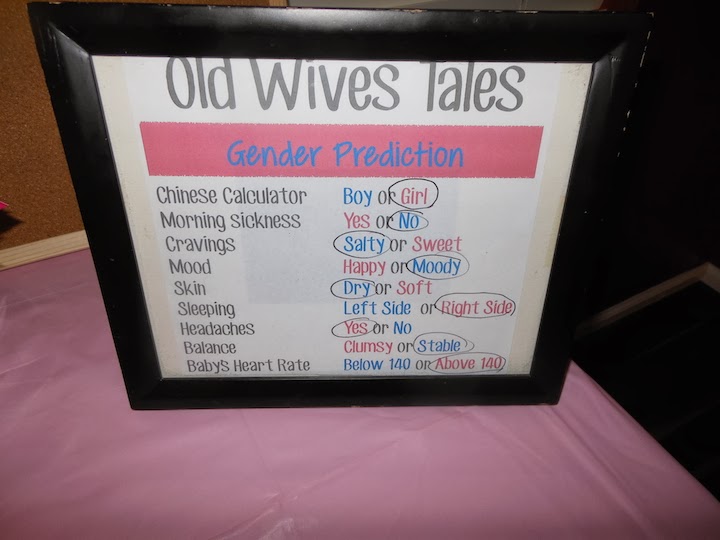 Old Wives Tales
Gender Prediction
Chinese Calculator Boy or Girl
Morning Sickness Yes or No
Cravings Salty or Sweet
Mood Happy or Moody
Skin Dry or Soft
Sleeping Left Side or Right Side
Headaches Yes or No
Balance Clumsy or Stable
Baby's Heart Rate Below 140 or Above 140